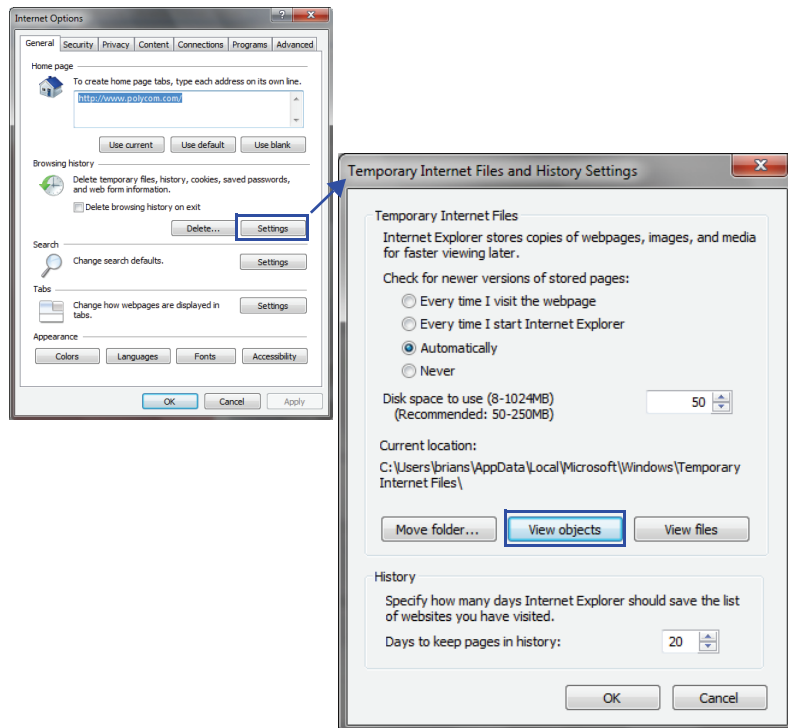 Internet Options
General Security Privacy Content Connections Programs Advanced
Home page
To create home page tabs, type each address on its own line.
http://www.polycom.com/
Use current Use default Use blank
Browsing history
Delete temporary files, history, cookies, saved passwords,
and web form information.
Delete browsing history on exit
Delete... Settings
Search
Change search defaults. Settings
Tabs
Change how webpages are displayed in
tabs.
Settings
Appearance
Colors Languages Fonts Accessibility
OK Cancel Apply
Temporary Internet Files and History Settings
Temporary Internet Files
Internet Explorer stores copies of webpages, images, and media
for faster viewing later.
Check for newer versions of stored pages:
Every time I visit the webpage
Every time I start Internet Explorer
Automatically
Never
Disk space to use (8-1024MB) 50
(Recommended: 50-250MB)
Current location:
C:\Users\brians\AppData\Local\Microsoft\Windows\Temporary
Internet Files\
Move folder... View objects View files
History
Specify how many days Internet Explorer should save the list
of websites you have visited.
Days to keep pages in history: 20
OK Cancel